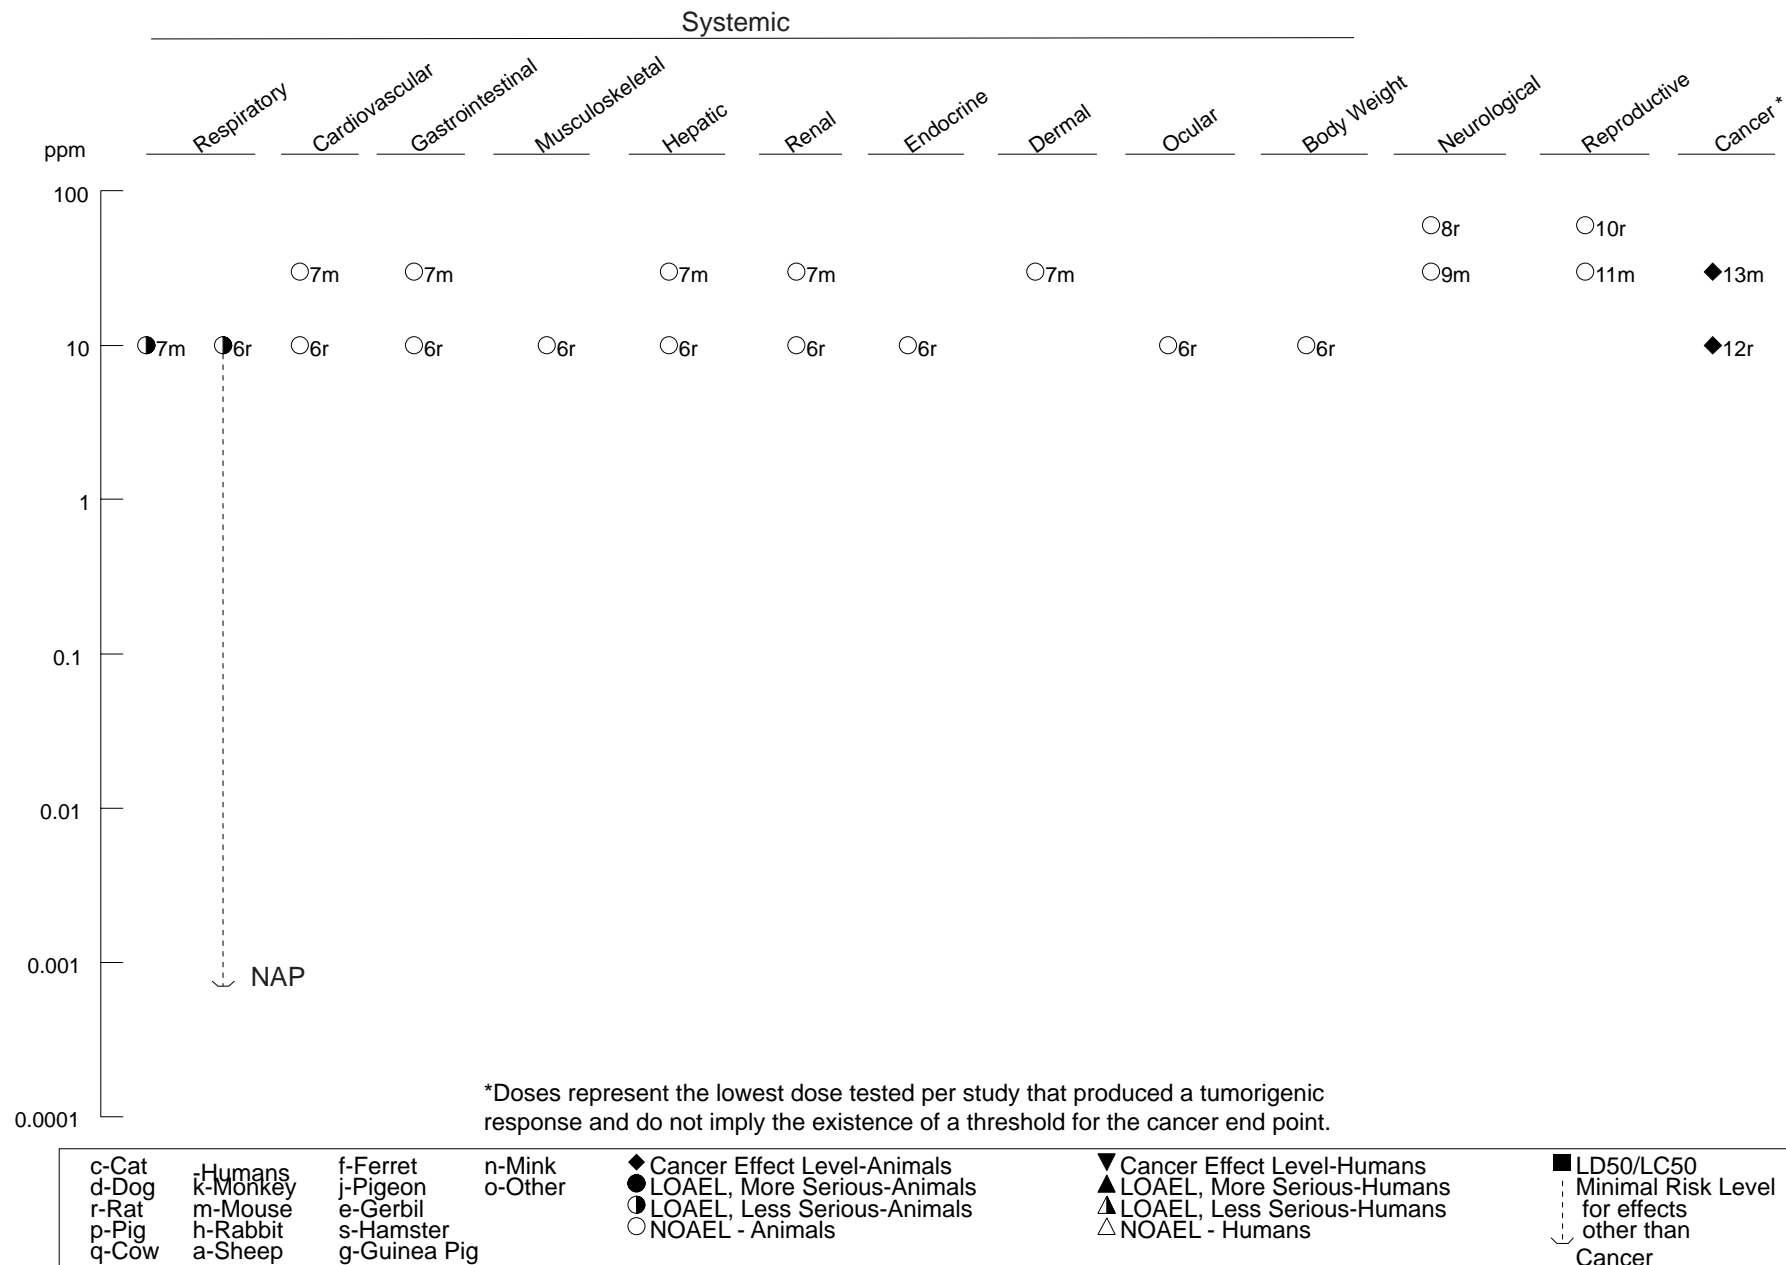 Systemic
Respiratory Cardiovascular Gastrointestinal Musculoskeletal Hepatic Renal Endocrine Dermal Ocular Body Weight Neurological Reproductive Cancer *
ppm
100
8r 10r
7m 7m 7m 7m 7m 9m 11m 13m
10 7m 6r 6r 6r 6r 6r 6r 6r 6r 6r 12r
1
0.1
0.01
0.001
NAP
0.0001
*Doses represent the lowest dose tested per study that produced a tumorigenic
response and do not imply the existence of a threshold for the cancer end point.
c-Cat -Humans f-Ferret n-Mink Cancer Effect Level-Animals Cancer Effect Level-Humans LD50/LC50
d-Dog k-Monkey j-Pigeon o-Other LOAEL, More Serious-Animals LOAEL, More Serious-Humans Minimal Risk Level
r-Rat m-Mouse e-Gerbil LOAEL, Less Serious-Animals LOAEL, Less Serious-Humans for effects
p-Pig h-Rabbit s-Hamster NOAEL - Animals NOAEL - Humans other than
q-Cow a-Sheep g-Guinea Pig Cancer